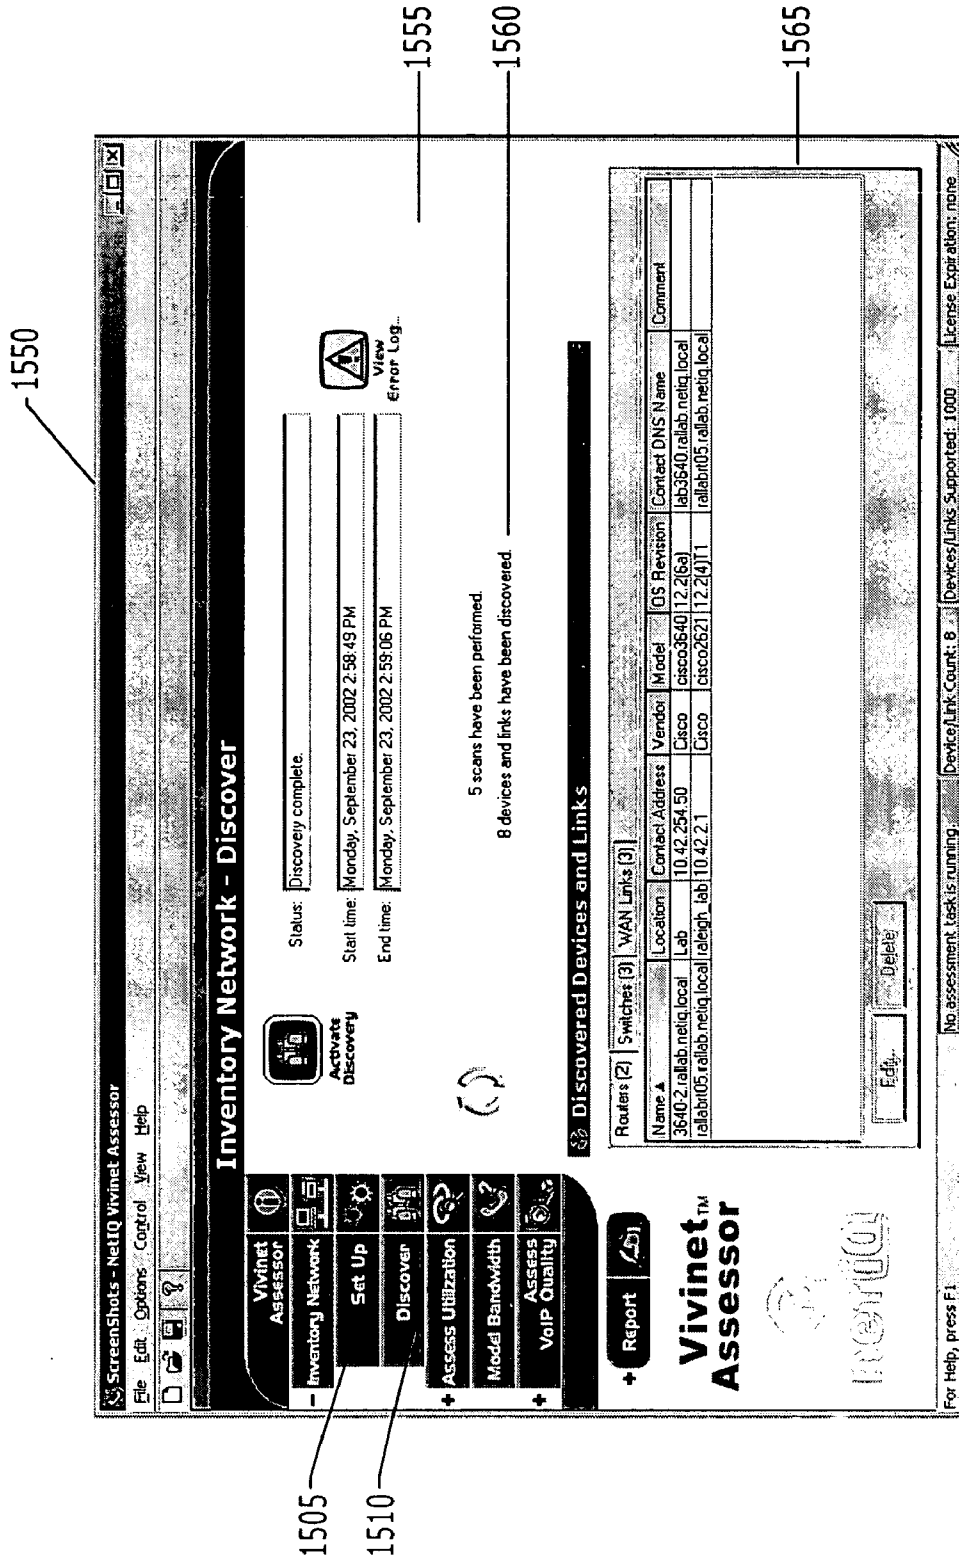 1550
ScreenShots - NetIQ Vivinet Assessor
File Edit Options Control View Help
Vivinet Assessor
- Inventory Network
Set Up
Discover
+ Assess Utilization
Model Bandwidth
+ Assess VoIP Quality
+ Report
Vivinet™
Assessor
NetIQ
1505
1510
Inventory Network - Discover
Activate
Discovery
Status: Discovery complete.
Start time: Monday, September 23, 2002 2:58:49 PM
End time: Monday, September 23, 2002 2:59:06 PM
View
Error Log...
1555
5 scans have been performed.
8 devices and links have been discovered.
1560
Discovered Devices and Links
Routers (2) Switches (3) WAN Links (3)
Name ▲ Location Contact Address Vendor Model OS Revision Contact DNS Name Comment
3640-2.rallab.netiq.local Lab 10.42.254.50 Cisco cisco3640 12.2(6a) lab3640.rallab.netiq.local
rallabrt05.rallab.netiq.local raleigh_lab 10.42.2.1 Cisco cisco2621 12.2(4)T1 rallabrt05.rallab.netiq.local
Edit... Delete
1565
For Help, press F1 No assessment task is running. Device/Link Count: 8 Devices/Links Supported: 1000 License Expiration: none